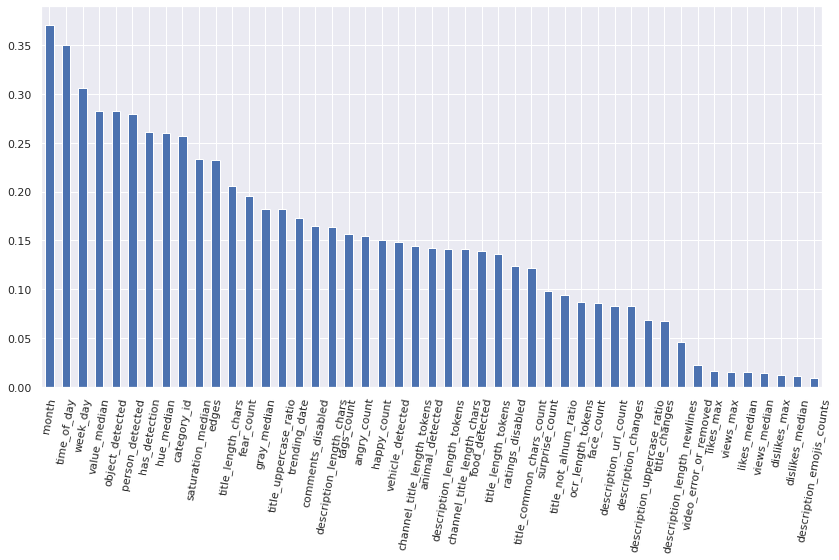 0.35
0.30
0.25
0.20
0.15
0.10
0.05
0.00
month
time_of_day
week_day
value_median
object_detected
person_detected
has_detection
hue_median
category_id
saturation_median
edges
title_length_chars
fear_count
gray_median
title_uppercase_ratio
trending_date
comments_disabled
description_length_chars
tags_count
angry_count
happy_count
vehicle_detected
channel_title_length_tokens
animal_detected
description_length_tokens
channel_title_length_chars
food_detected
title_length_tokens
ratings_disabled
title_common_chars_count
surprise_count
title_not_alnum_ratio
ocr_length_tokens
face_count
description_url_count
description_changes
description_uppercase_ratio
title_changes
description_length_newlines
video_error_or_removed
likes_max
views_max
likes_median
views_median
dislikes_max
dislikes_median
description_emojis_counts